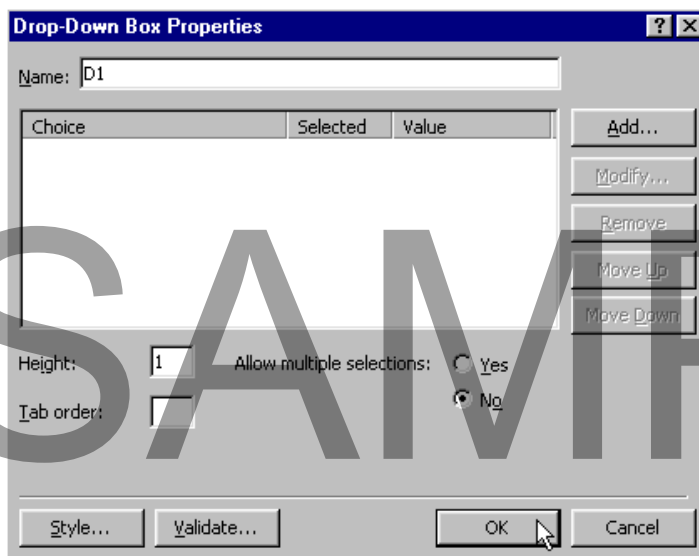 Drop-Down Box Properties
Name: D1
Choice Selected Value
Add...
Modify...
Remove
Move Up
Move Down
Height: 1 Allow multiple selections: Yes
No
Tab order:
Style... Validate... OK Cancel